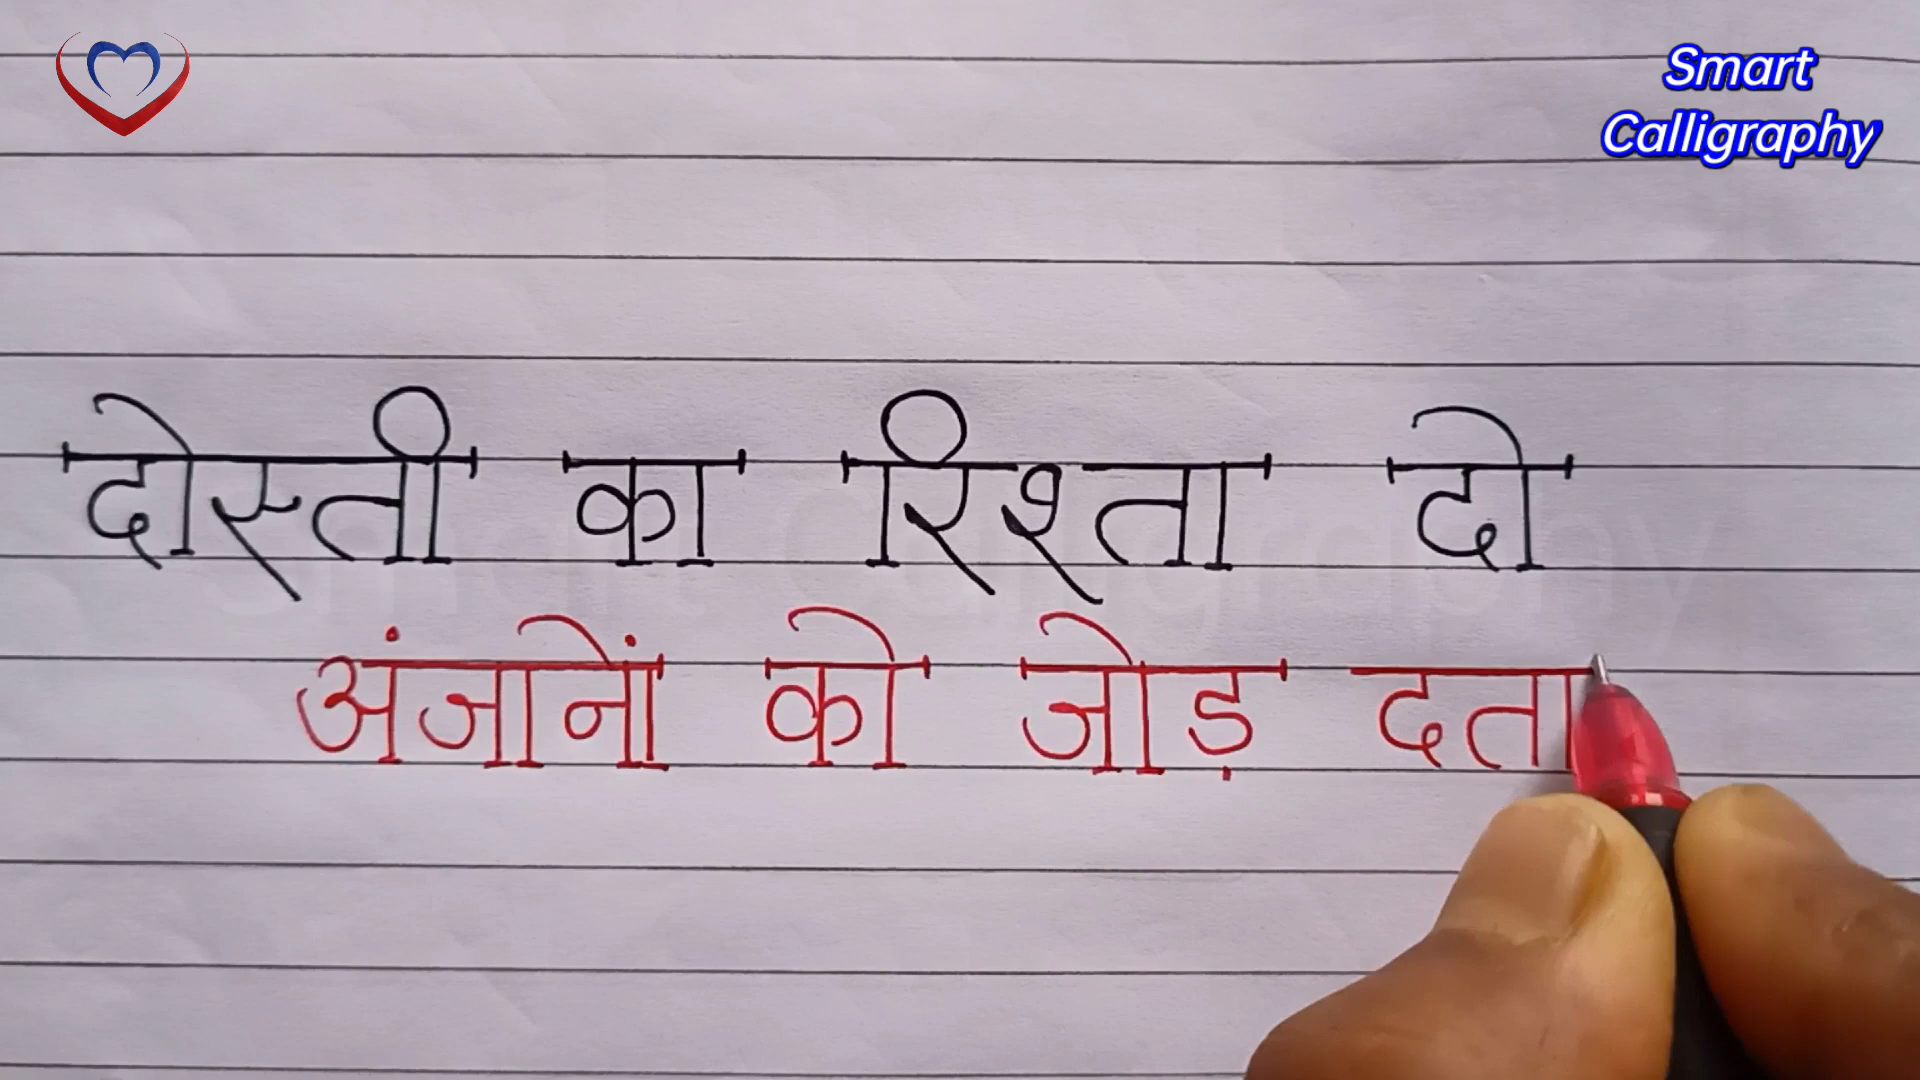 Smart
Calligraphy
दोस्ती का रिश्ता दो
अंजानों को जोड़ दता